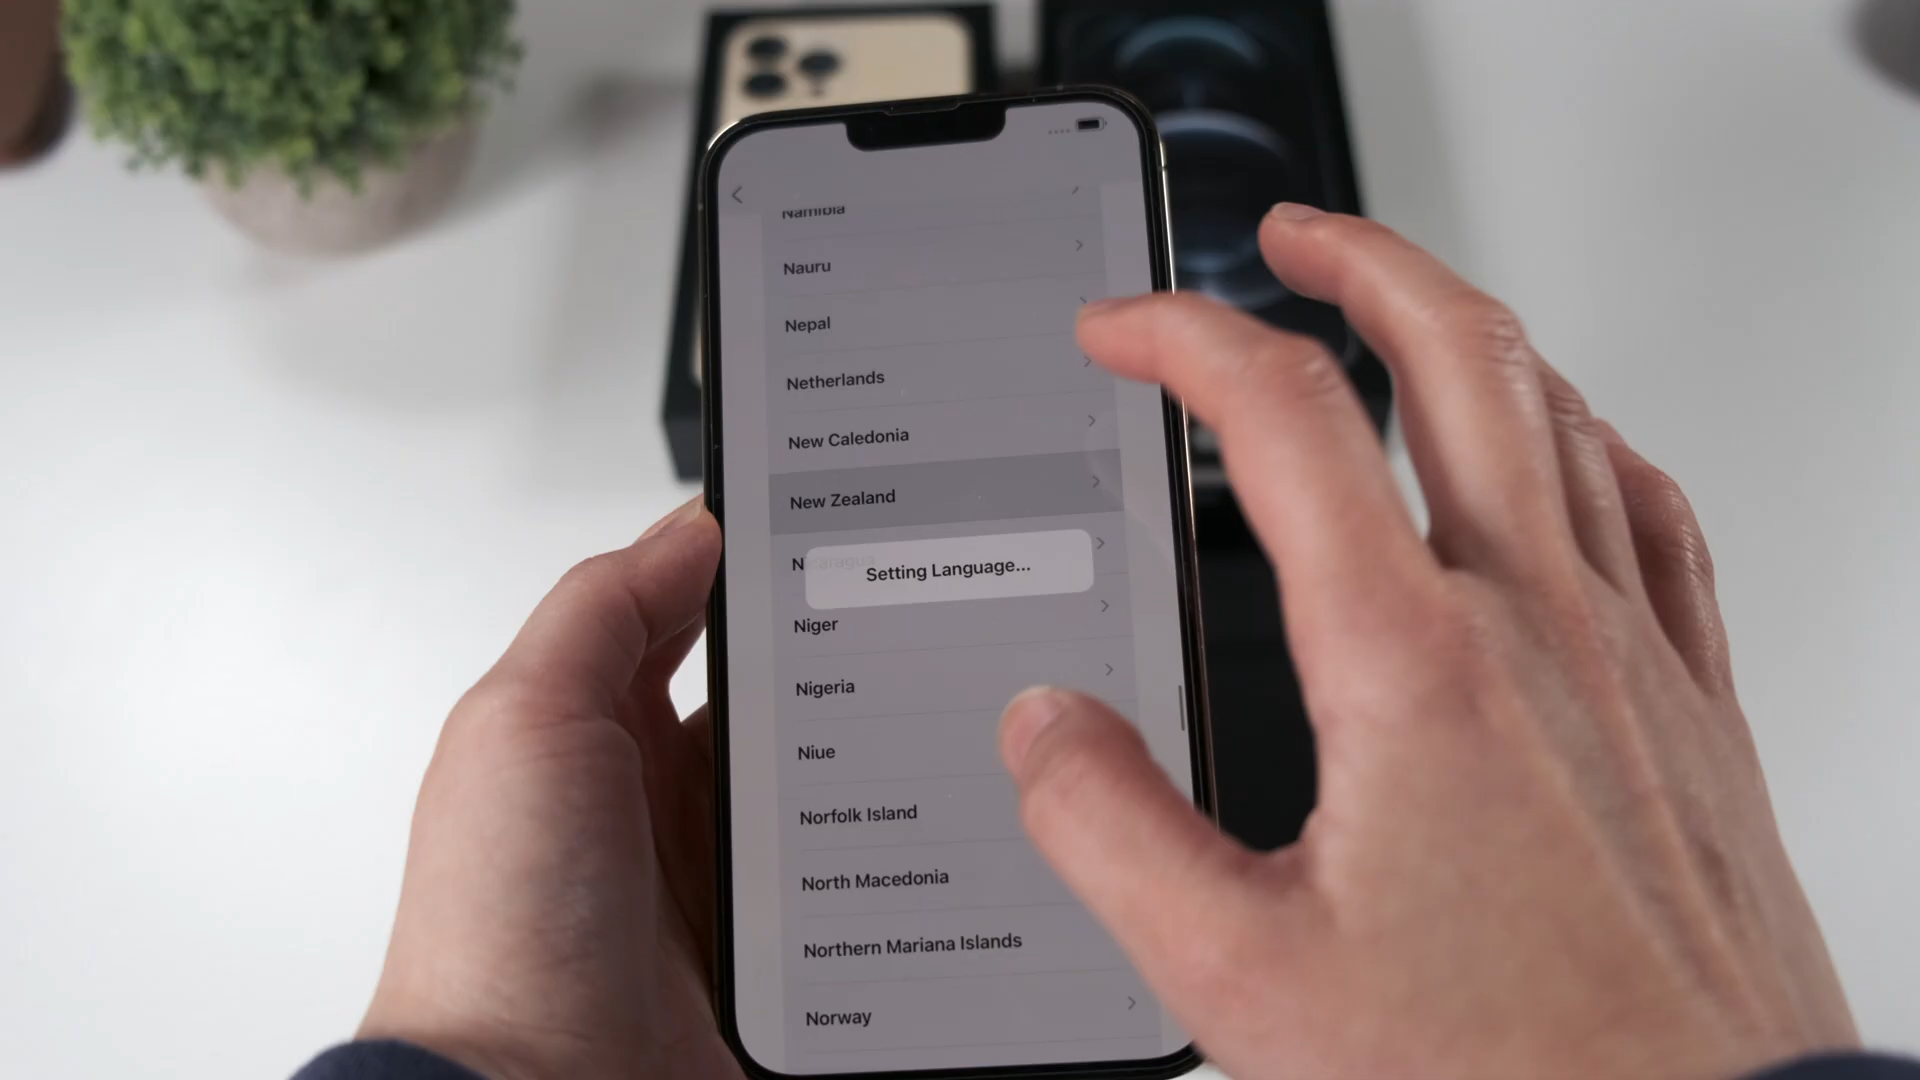 Namibia
Nauru
Nepal
Netherlands
New Caledonia
New Zealand
Nicaragua
Setting Language...
Niger
Nigeria
Niue
Norfolk Island
North Macedonia
Northern Mariana Islands
Norway